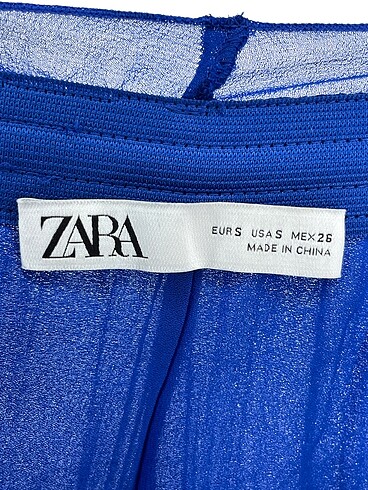 ZARA
EUR S USA S MEX 26
MADE IN CHINA